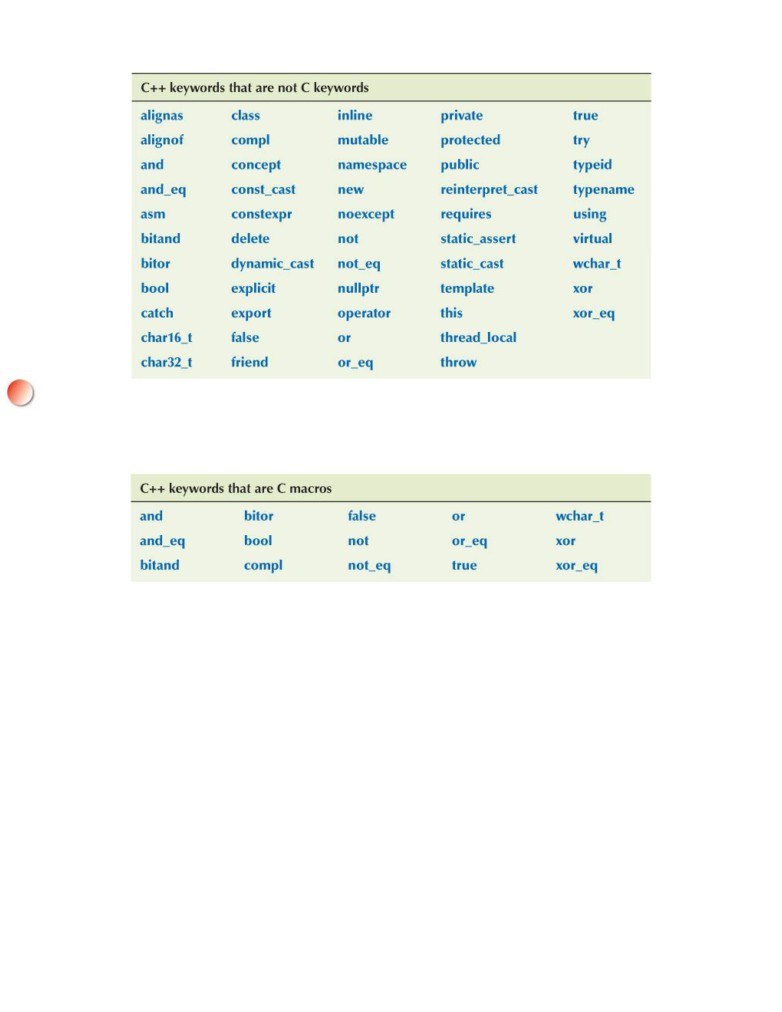 C++ keywords that are not C keywords
alignas class inline private true
alignof compl mutable protected try
and concept namespace public typeid
and_eq const_cast new reinterpret_cast typename
asm constexpr noexcept requires using
bitand delete not static_assert virtual
bitor dynamic_cast not_eq static_cast wchar_t
bool explicit nullptr template xor
catch export operator this xor_eq
char16_t false or thread_local
char32_t friend or_eq throw
C++ keywords that are C macros
and bitor false or wchar_t
and_eq bool not or_eq xor
bitand compl not_eq true xor_eq